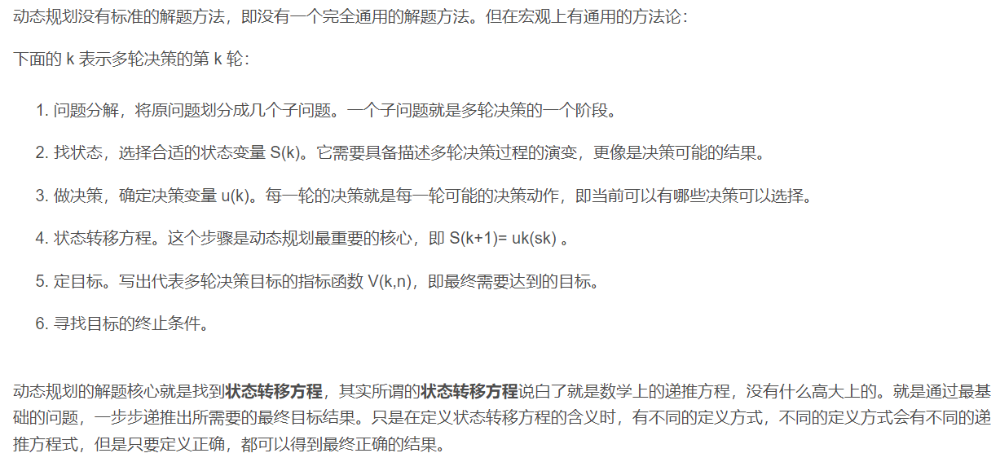 动态规划没有标准的解题方法，即没有一个完全通用的解题方法。但在宏观上有通用的方法论：
下面的 k 表示多轮决策的第 k 轮：
1. 问题分解，将原问题划分成几个子问题。一个子问题就是多轮决策的一个阶段。
2. 找状态，选择合适的状态变量 S(k)。它需要具备描述多轮决策过程的演变，更像是决策可能的结果。
3. 做决策，确定决策变量 u(k)。每一轮的决策就是每一轮可能的决策动作，即当前可以有哪些决策可以选择。
4. 状态转移方程。这个步骤是动态规划最重要的核心，即 S(k+1)= uk(sk) 。
5. 定目标。写出代表多轮决策目标的指标函数 V(k,n)，即最终需要达到的目标。
6. 寻找目标的终止条件。
动态规划的解题核心就是找到状态转移方程，其实所谓的状态转移方程说白了就是数学上的递推方程，没有什么高大上的。就是通过最基
础的问题，一步步递推出所需要的最终目标结果。只是在定义状态转移方程的含义时，有不同的定义方式，不同的定义方式会有不同的递
推方程式，但是只要定义正确，都可以得到最终正确的结果。